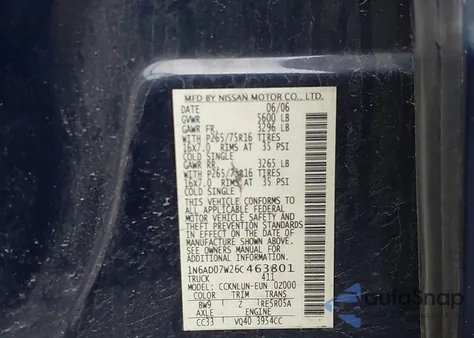 MFD BY NISSAN MOTOR CO., LTD.
DATE 06/06
GVWR 5600 LB
GAWR FR. 3296 LB
WITH P265/75R16 TIRES
16X7.0 RIMS AT 35 PSI
COLD SINGLE
GAWR RR. 3265 LB
WITH P265/75R16 TIRES
16X7.0 RIMS AT 35 PSI
COLD SINGLE
THIS VEHICLE CONFORMS TO
ALL APPLICABLE FEDERAL
MOTOR VEHICLE SAFETY AND
THEFT PREVENTION STANDARDS
IN EFFECT ON THE DATE OF
MANUFACTURE SHOWN ABOVE.
SEE OWNERS MANUAL FOR
ADDITIONAL INFORMATION
1N6AD07W26C463801
TRUCK 411
MODEL: CCKNLUN-EUN 0Z000
COLOR TRIM TRANS
BW9 Z RE5R05A
AXLE ENGINE
CC33 VQ40 3954CC
AutoSnap